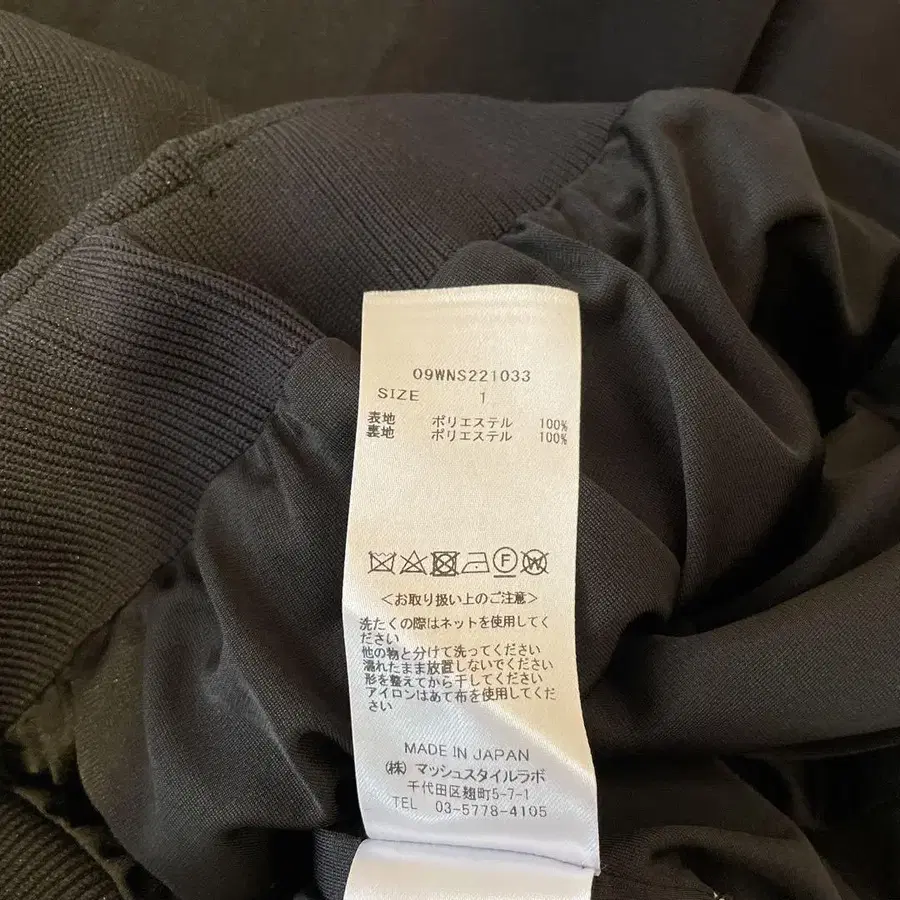 09WNS221033
SIZE 1
表地 ポリエステル 100%
裏地 ポリエステル 100%
F W
<お取り扱い上のご注意>
洗たくの際はネットを使用してく
ださい
他の物と分けて洗ってください
濡れたまま放置しないでください
形を整えてから干してください
アイロンはあて布を使用してくだ
さい
MADE IN JAPAN
(株) マッシュスタイルラボ
千代田区麹町5-7-1
TEL 03-5778-4105